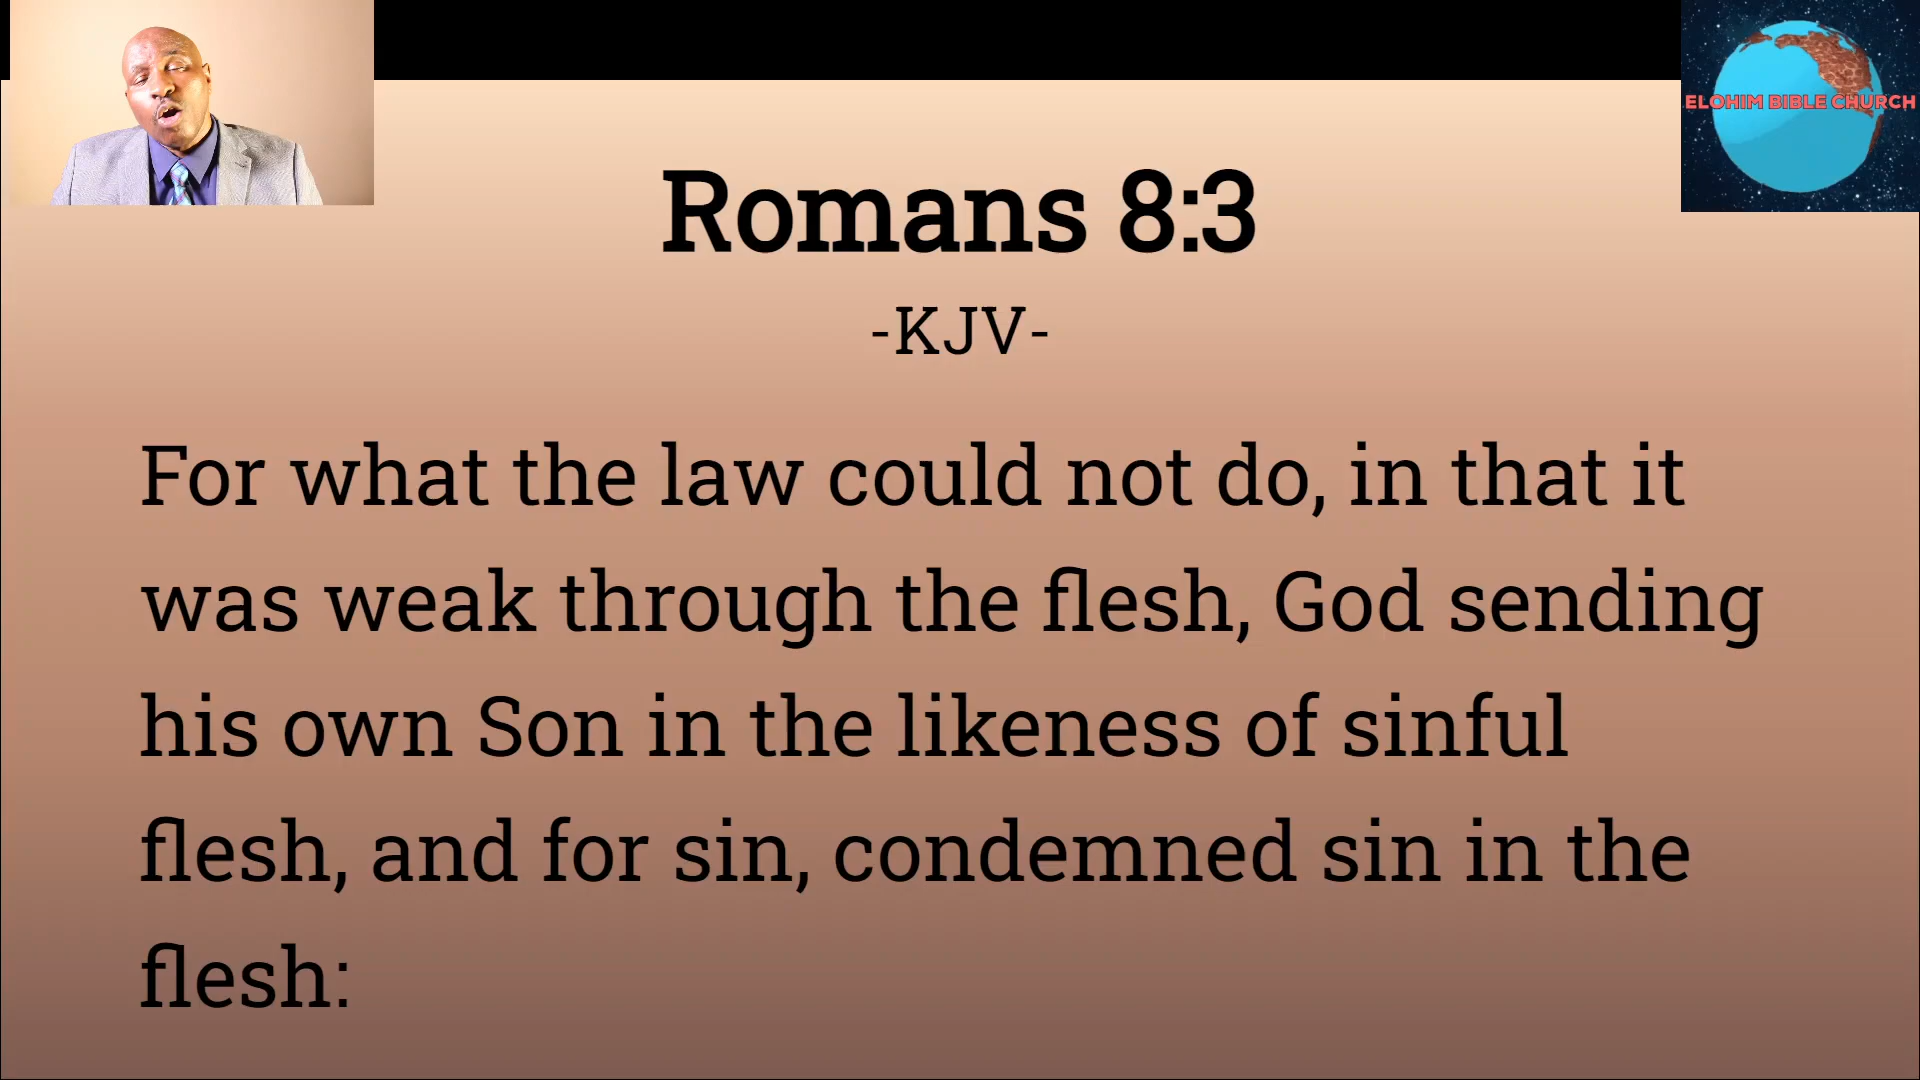 ELOHIM BIBLE CHURCH
Romans 8:3
-KJV-
For what the law could not do, in that it
was weak through the flesh, God sending
his own Son in the likeness of sinful
flesh, and for sin, condemned sin in the
flesh: